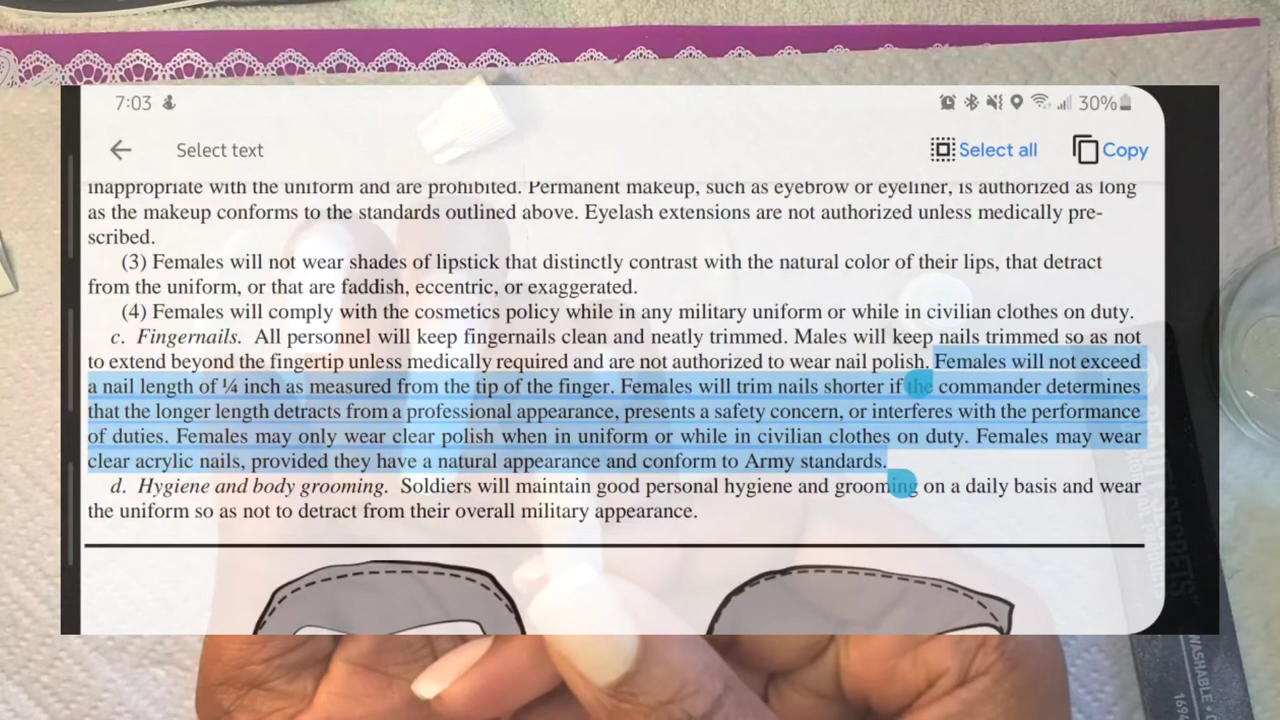 7:03
30%
Select text
Select all
Copy
inappropriate with the uniform and are prohibited. Permanent makeup, such as eyebrow or eyeliner, is authorized as long
as the makeup conforms to the standards outlined above. Eyelash extensions are not authorized unless medically pre-
scribed.
(3) Females will not wear shades of lipstick that distinctly contrast with the natural color of their lips, that detract
from the uniform, or that are faddish, eccentric, or exaggerated.
(4) Females will comply with the cosmetics policy while in any military uniform or while in civilian clothes on duty.
c. Fingernails. All personnel will keep fingernails clean and neatly trimmed. Males will keep nails trimmed so as not
to extend beyond the fingertip unless medically required and are not authorized to wear nail polish. Females will not exceed
a nail length of ¼ inch as measured from the tip of the finger. Females will trim nails shorter if the commander determines
that the longer length detracts from a professional appearance, presents a safety concern, or interferes with the performance
of duties. Females may only wear clear polish when in uniform or while in civilian clothes on duty. Females may wear
clear acrylic nails, provided they have a natural appearance and conform to Army standards.
d. Hygiene and body grooming. Soldiers will maintain good personal hygiene and grooming on a daily basis and wear
the uniform so as not to detract from their overall military appearance.
WASHABLE